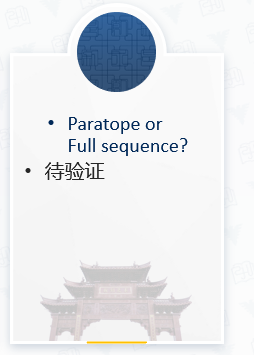 • Paratope or
Full sequence?
• 待验证